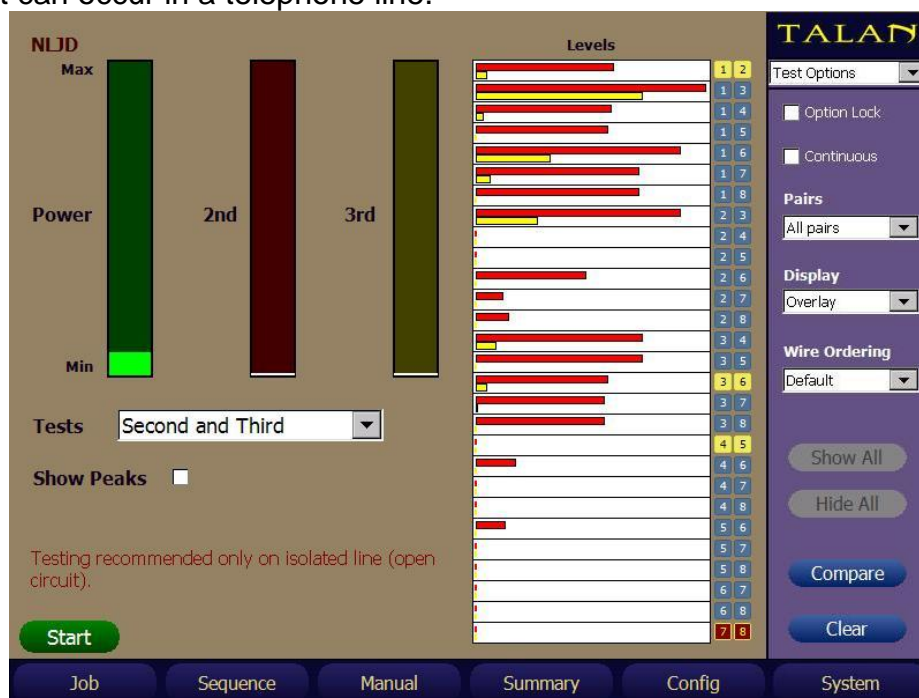 t can occur in a telephone line.
NLJD
Max
Power
Min
2nd
3rd
Tests
Second and Third
Show Peaks
Testing recommended only on isolated line (open
circuit).
Start
Levels
1 2
1 3
1 4
1 5
1 6
1 7
1 8
2 3
2 4
2 5
2 6
2 7
2 8
3 4
3 5
3 6
3 7
3 8
4 5
4 6
4 7
4 8
5 6
5 7
5 8
6 7
6 8
7 8
TALAN
Test Options
Option Lock
Continuous
Pairs
All pairs
Display
Overlay
Wire Ordering
Default
Show All
Hide All
Compare
Clear
Job Sequence Manual Summary Config System